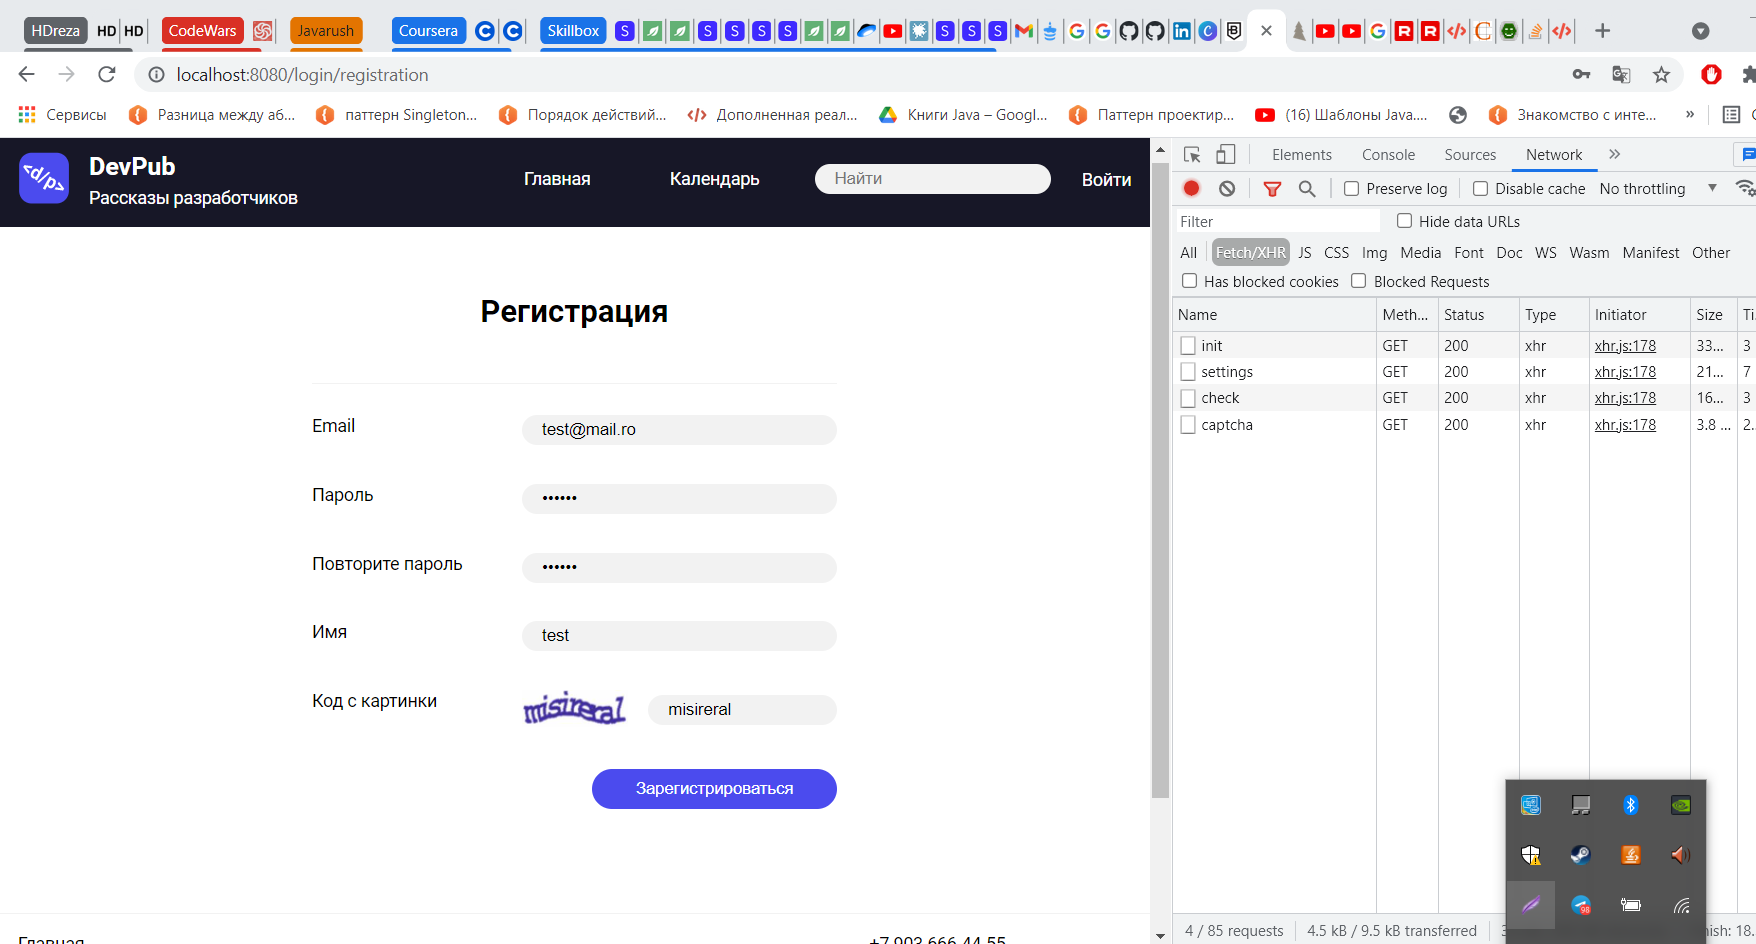 HDreza HD HD CodeWars Javarush Coursera Skillbox
localhost:8080/login/registration
Сервисы Разница между аб... паттерн Singleton... Порядок действий... Дополненная реал... Книги Java – Googl... Паттерн проектир... (16) Шаблоны Java.... Знакомство с инте... »
<d/p>
DevPub
Рассказы разработчиков
Главная Календарь Найти Войти
Регистрация
Email test@mail.ro
Пароль ••••••
Повторите пароль ••••••
Имя test
Код с картинки misireral misireral
Зарегистрироваться
Главная +7 903 666 44 55
Elements Console Sources Network »
Preserve log Disable cache No throttling
Filter Hide data URLs
All Fetch/XHR JS CSS Img Media Font Doc WS Wasm Manifest Other
Has blocked cookies Blocked Requests
Name Meth... Status Type Initiator Size Ti.
init GET 200 xhr xhr.js:178 33... 3
settings GET 200 xhr xhr.js:178 21... 7
check GET 200 xhr xhr.js:178 16... 3
captcha GET 200 xhr xhr.js:178 3.8 ... 2.
98
4 / 85 requests 4.5 kB / 9.5 kB transferred nish: 18.